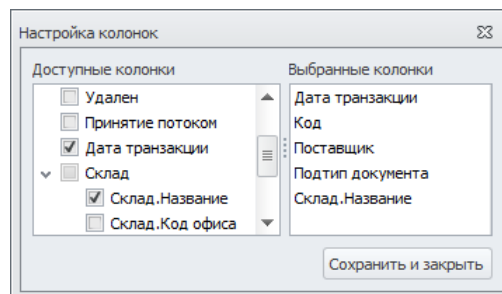 Настройка колонок
Доступные колонки
Удален
Принятие потоком
Дата транзакции
Склад
Склад.Название
Склад.Код офиса
Выбранные колонки
Дата транзакции
Код
Поставщик
Подтип документа
Склад.Название
Сохранить и закрыть